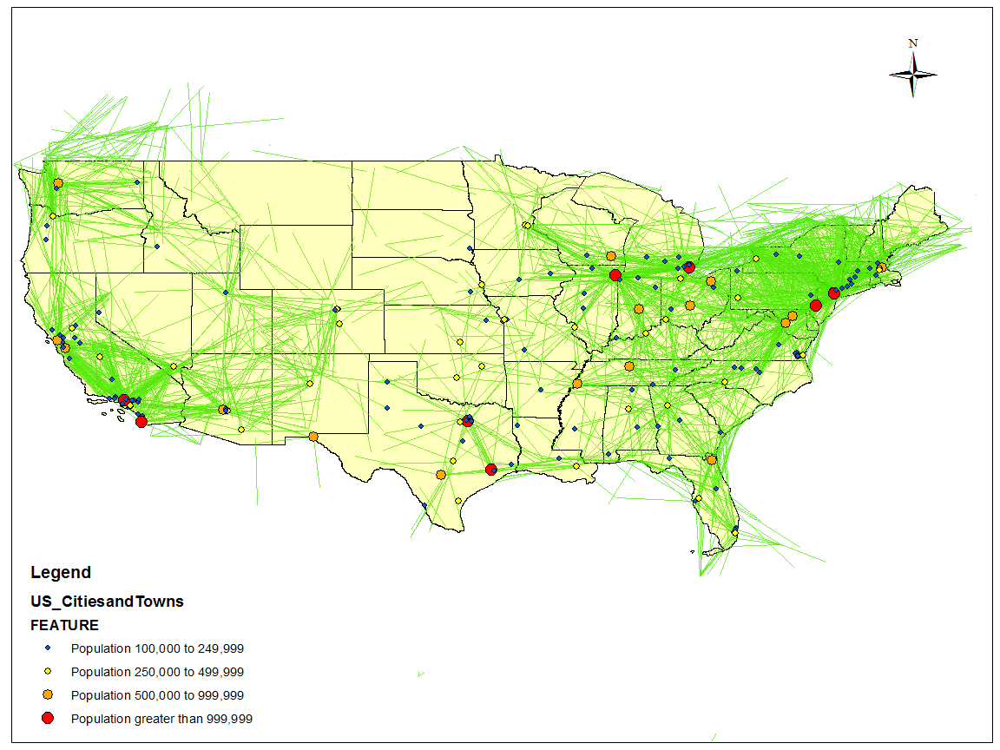 N
Legend
US_CitiesandTowns
FEATURE
Population 100,000 to 249,999
Population 250,000 to 499,999
Population 500,000 to 999,999
Population greater than 999,999